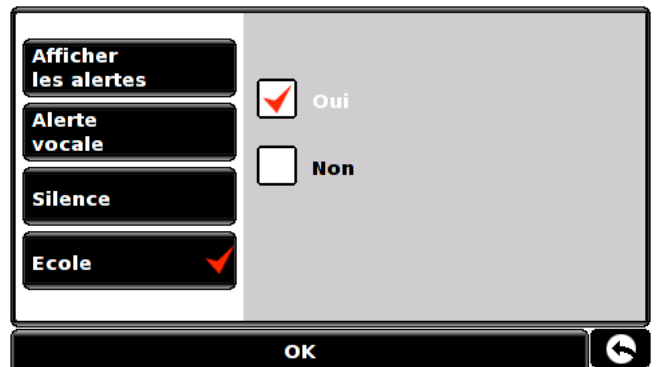 Afficher
les alertes
Alerte
vocale
Silence
Ecole
Oui
Non
OK